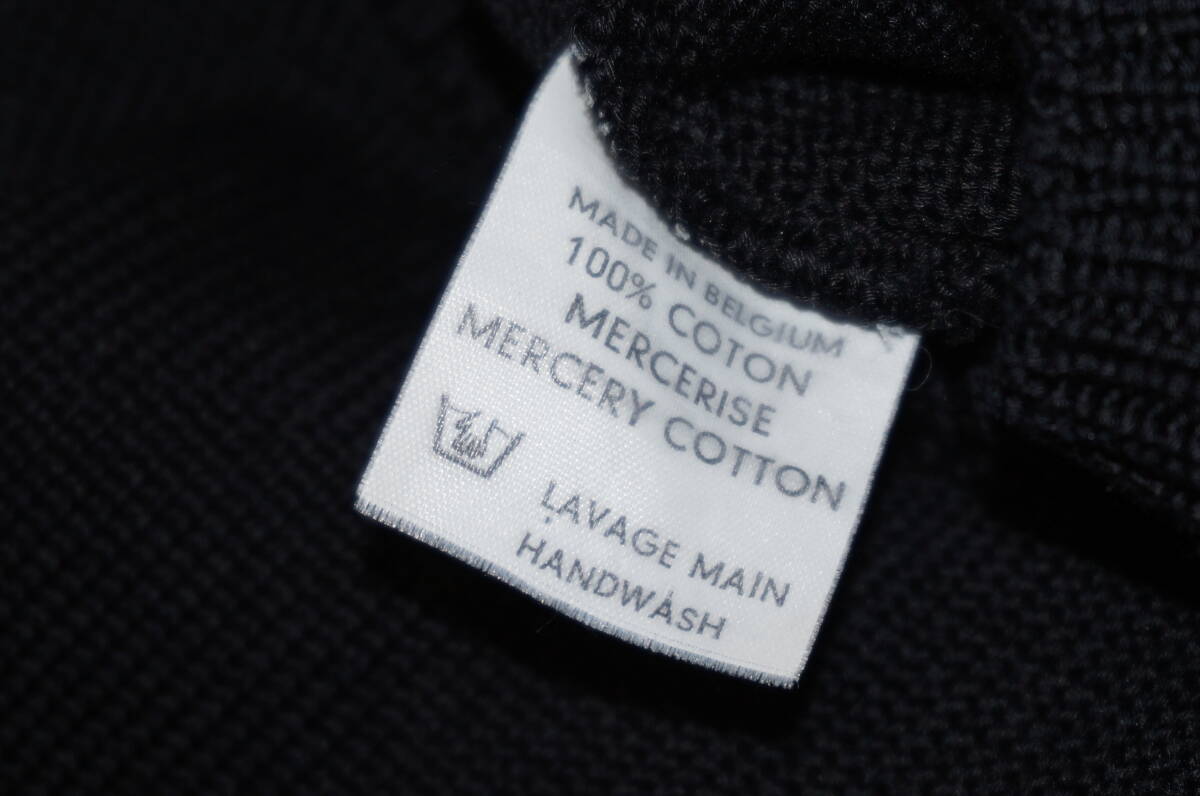 MADE IN BELGIUM
100% COTON
MERCERISE
MERCERY COTTON
LAVAGE MAIN
HANDWASH